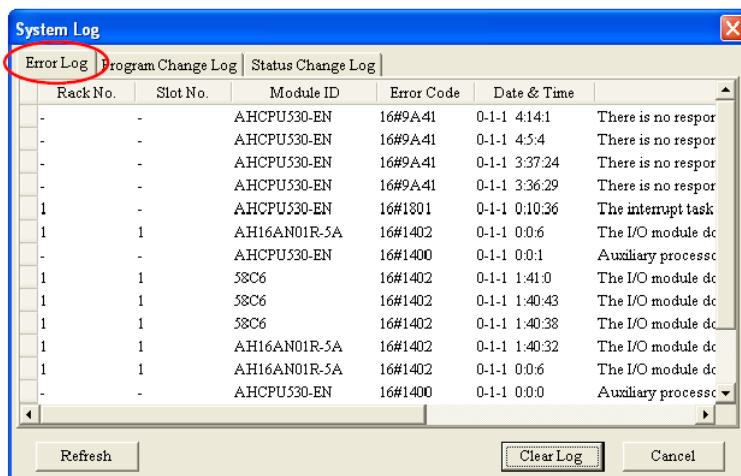 System Log
Error Log Program Change Log Status Change Log
Rack No. Slot No. Module ID Error Code Date & Time
- - AHCPU530-EN 16#9A41 0-1-1 4:14:1 There is no respor
- - AHCPU530-EN 16#9A41 0-1-1 4:5:4 There is no respor
- - AHCPU530-EN 16#9A41 0-1-1 3:37:24 There is no respor
- - AHCPU530-EN 16#9A41 0-1-1 3:36:29 There is no respor
1 - AHCPU530-EN 16#1801 0-1-1 0:10:36 The interrupt task
1 1 AH16AN01R-5A 16#1402 0-1-1 0:0:6 The I/O module do
- - AHCPU530-EN 16#1400 0-1-1 0:0:1 Auxiliary processo
1 1 58C6 16#1402 0-1-1 1:41:0 The I/O module do
1 1 58C6 16#1402 0-1-1 1:40:43 The I/O module do
1 1 58C6 16#1402 0-1-1 1:40:38 The I/O module do
1 1 AH16AN01R-5A 16#1402 0-1-1 1:40:32 The I/O module do
1 1 AH16AN01R-5A 16#1402 0-1-1 0:0:6 The I/O module do
- - AHCPU530-EN 16#1400 0-1-1 0:0:0 Auxiliary processo
Refresh Clear Log Cancel